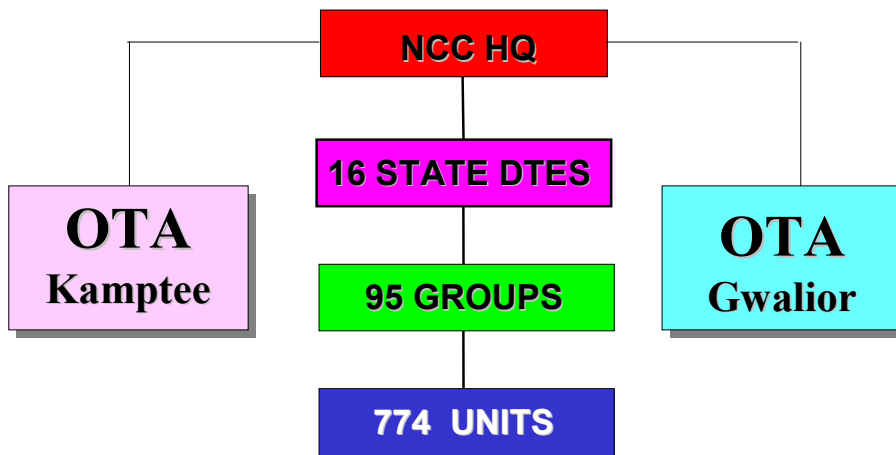 NCC HQ
16 STATE DTES
OTA
Kamptee
OTA
Gwalior
95 GROUPS
774 UNITS